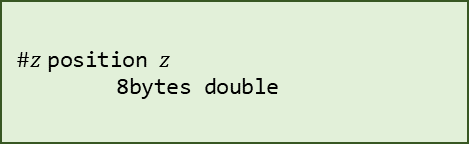 #z position z
8bytes double